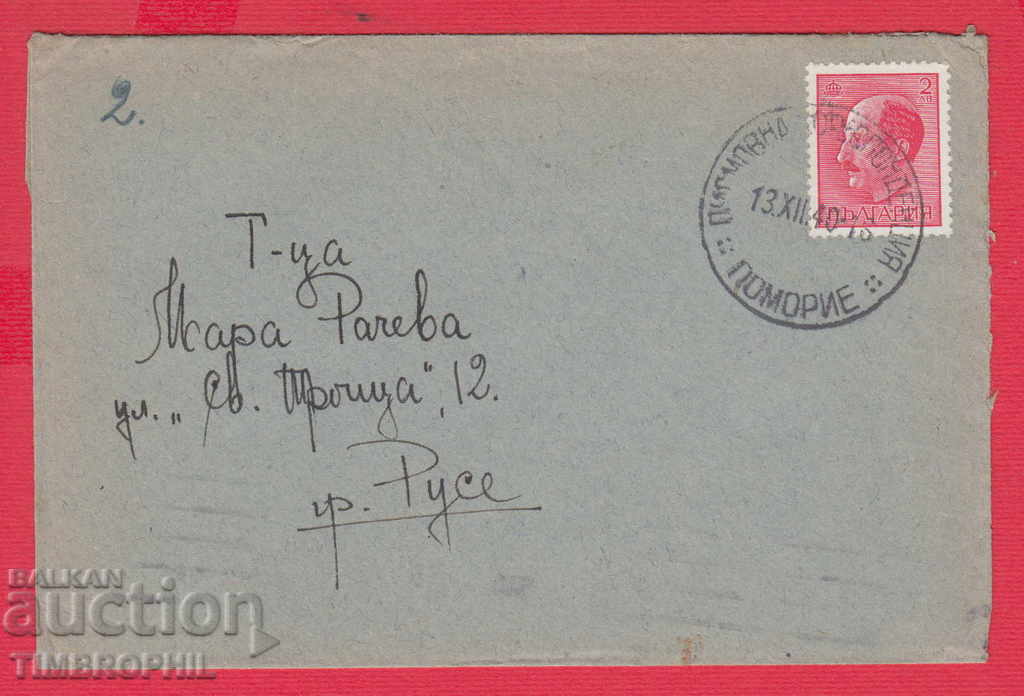 2.
2
ЛВ
БЪЛГАРИЯ
13.XII.40
ПОМОРИЕ
Т-ца
Мара Рачева
ул. „Св. Троица“, 12.
гр. Русе
BALKAN
auction
TIMBROPHIL